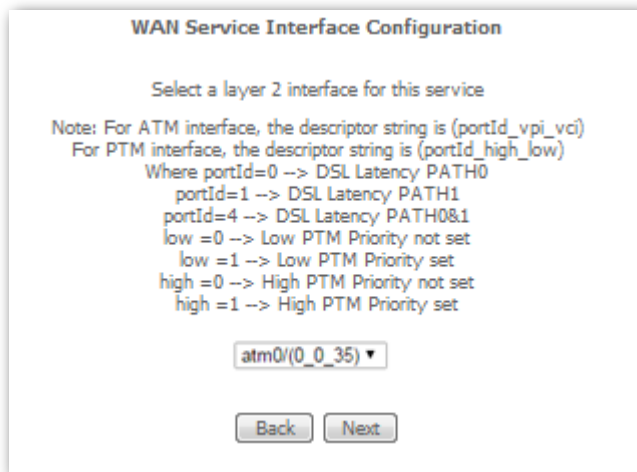 WAN Service Interface Configuration
Select a layer 2 interface for this service
Note: For ATM interface, the descriptor string is (portId_vpi_vci)
For PTM interface, the descriptor string is (portId_high_low)
Where portId=0 --> DSL Latency PATH0
portId=1 --> DSL Latency PATH1
portId=4 --> DSL Latency PATH0&1
low =0 --> Low PTM Priority not set
low =1 --> Low PTM Priority set
high =0 --> High PTM Priority not set
high =1 --> High PTM Priority set
atm0/(0_0_35)
Back Next